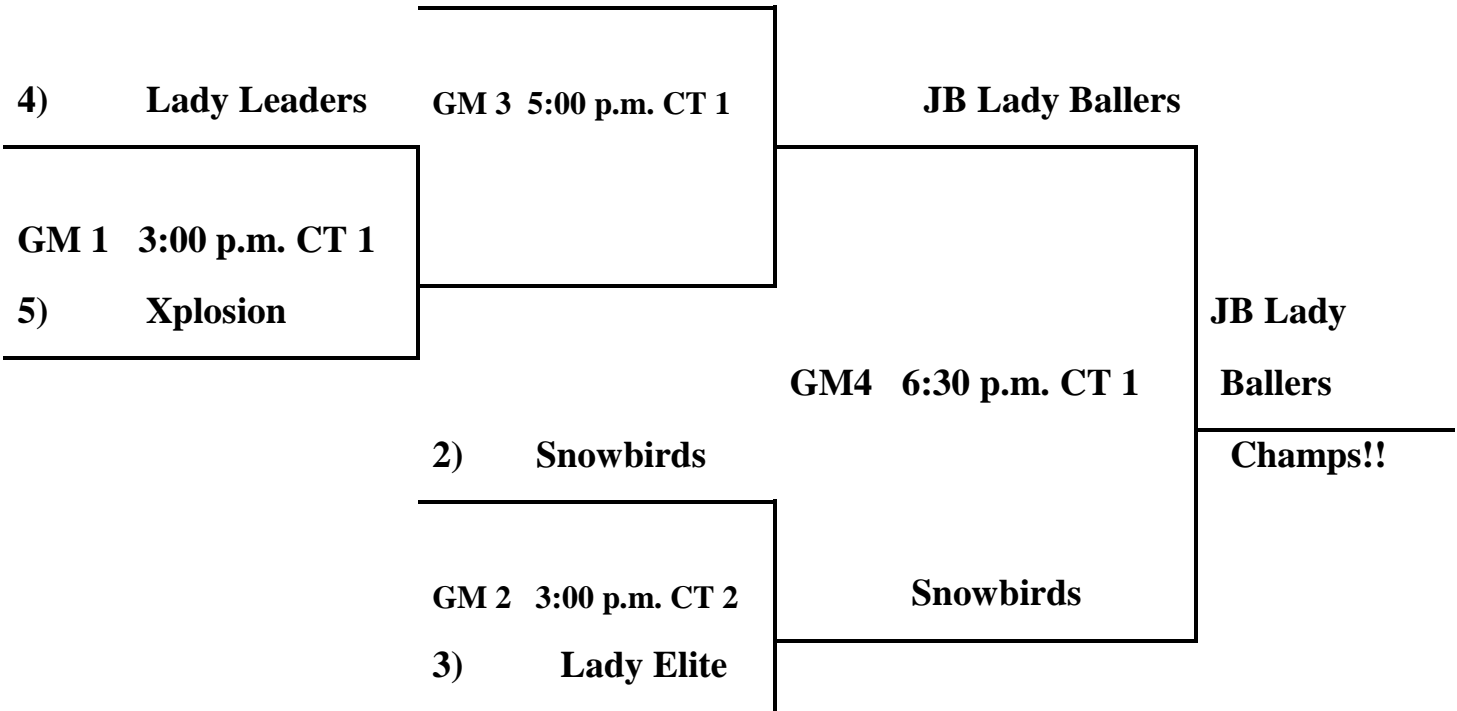 4) Lady Leaders
GM 3 5:00 p.m. CT 1
JB Lady Ballers
GM 1 3:00 p.m. CT 1
5) Xplosion
JB Lady
Ballers
Champs!!
GM4 6:30 p.m. CT 1
2) Snowbirds
GM 2 3:00 p.m. CT 2
Snowbirds
3) Lady Elite